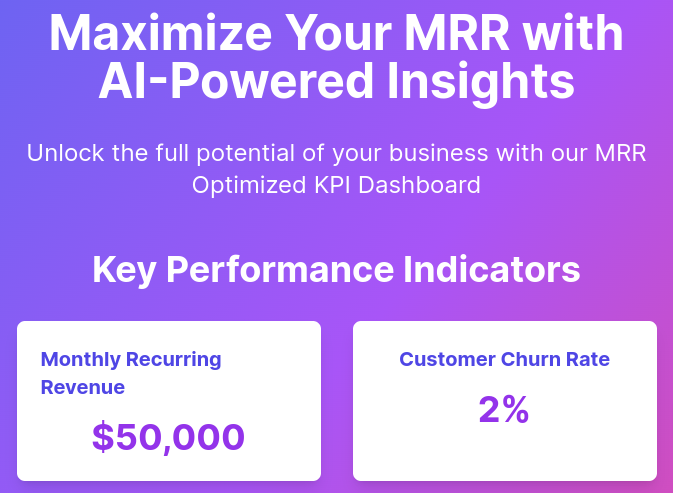 Maximize Your MRR with
AI-Powered Insights
Unlock the full potential of your business with our MRR
Optimized KPI Dashboard
Key Performance Indicators
Monthly Recurring
Revenue
$50,000
Customer Churn Rate
2%